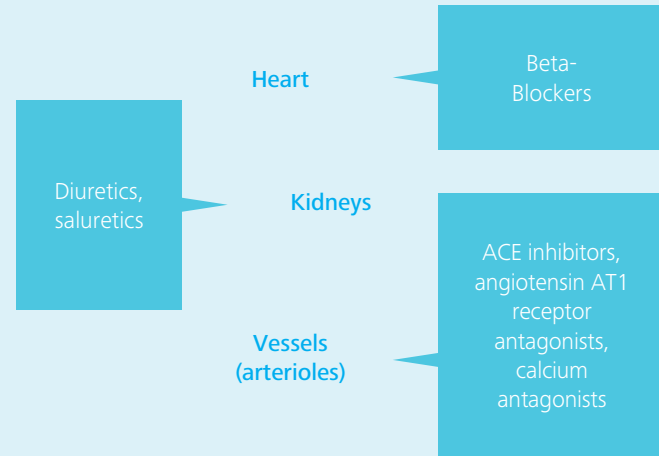 Heart
Beta-
Blockers
Diuretics,
saluretics
Kidneys
ACE inhibitors,
angiotensin AT1
receptor
antagonists,
calcium
antagonists
Vessels
(arterioles)